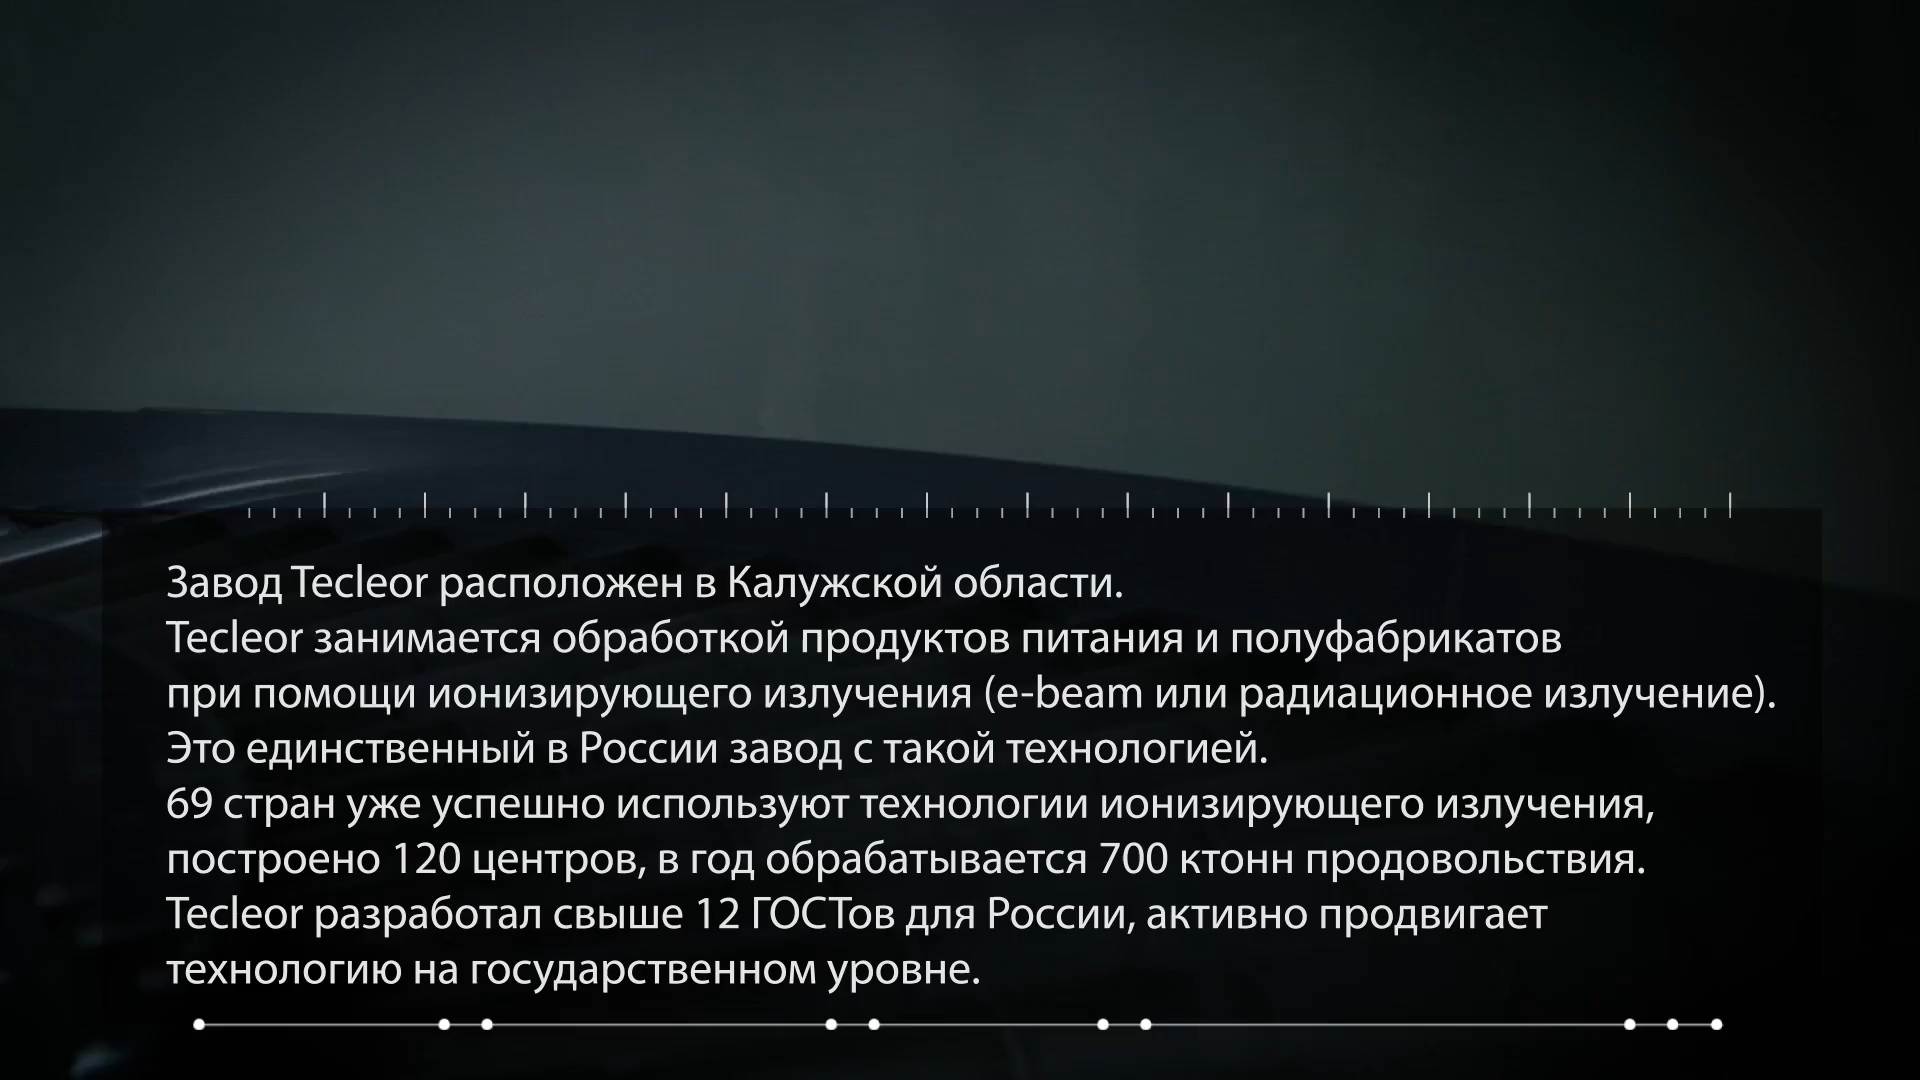 Завод Tecleor расположен в Калужской области.
Tecleor занимается обработкой продуктов питания и полуфабрикатов
при помощи ионизирующего излучения (e-beam или радиационное излучение).
Это единственный в России завод с такой технологией.
69 стран уже успешно используют технологии ионизирующего излучения,
построено 120 центров, в год обрабатывается 700 ктонн продовольствия.
Tecleor разработал свыше 12 ГОСТов для России, активно продвигает
технологию на государственном уровне.